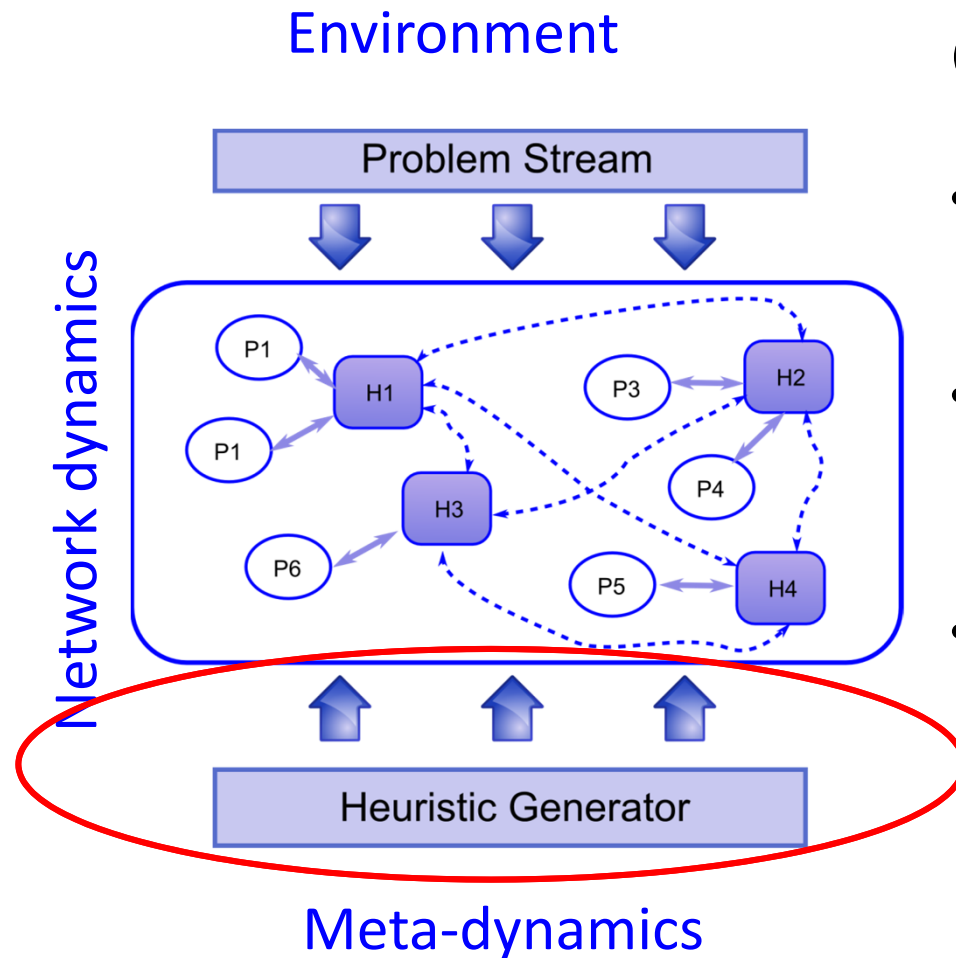 Environment
Problem Stream
Network dynamics
P1
H1
P1
H3
P6
P3
H2
P4
P5
H4
Heuristic Generator
Meta-dynamics